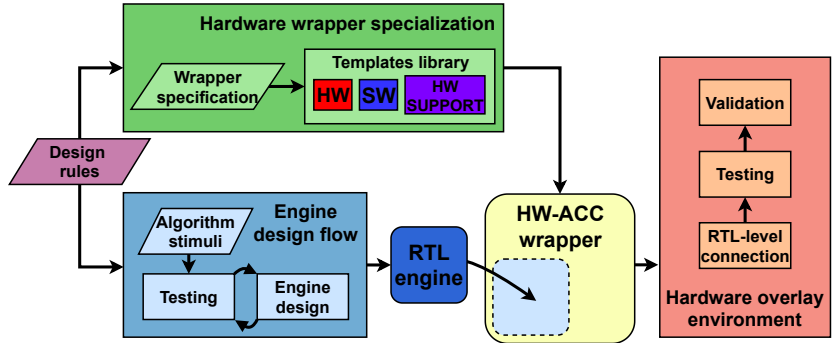 Hardware wrapper specialization
Templates library
Wrapper
specification
HW
SW
HW
SUPPORT
Design
rules
Engine
design flow
Algorithm
stimuli
Testing
Engine
design
RTL
engine
HW-ACC
wrapper
Validation
Testing
RTL-level
connection
Hardware overlay
environment